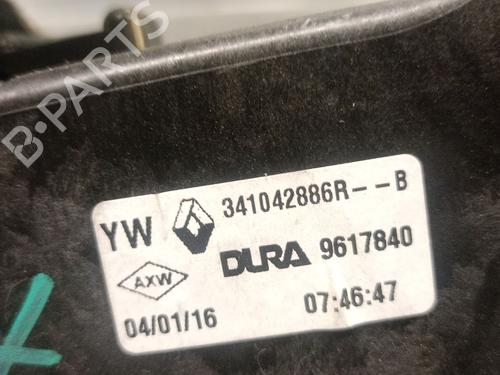 B-PARTS
YW 341042886R--B
DURA 9617840
AXW
04/01/16 07:46:47